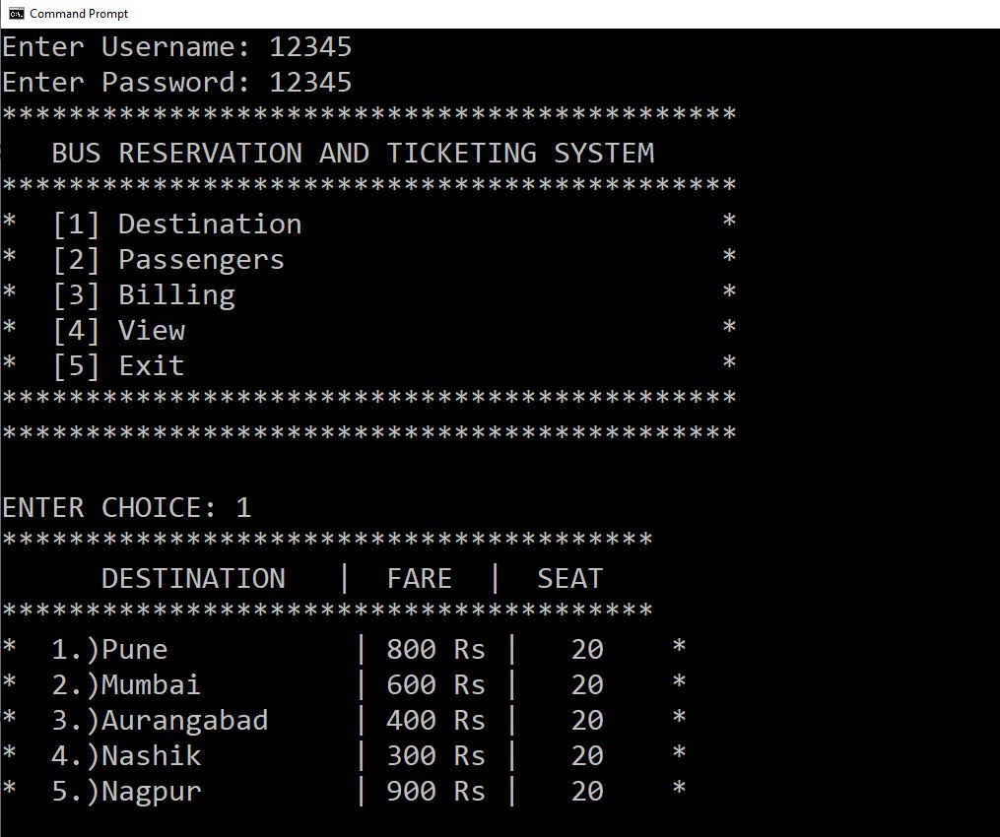 Command Prompt
Enter Username: 12345
Enter Password: 12345
********************************************
   BUS RESERVATION AND TICKETING SYSTEM
********************************************
*  [1] Destination                         *
*  [2] Passengers                          *
*  [3] Billing                             *
*  [4] View                                *
*  [5] Exit                                *
********************************************
********************************************

ENTER CHOICE: 1
***************************************
      DESTINATION   |  FARE  |  SEAT
***************************************
*  1.)Pune           | 800 Rs |   20    *
*  2.)Mumbai         | 600 Rs |   20    *
*  3.)Aurangabad     | 400 Rs |   20    *
*  4.)Nashik         | 300 Rs |   20    *
*  5.)Nagpur         | 900 Rs |   20    *